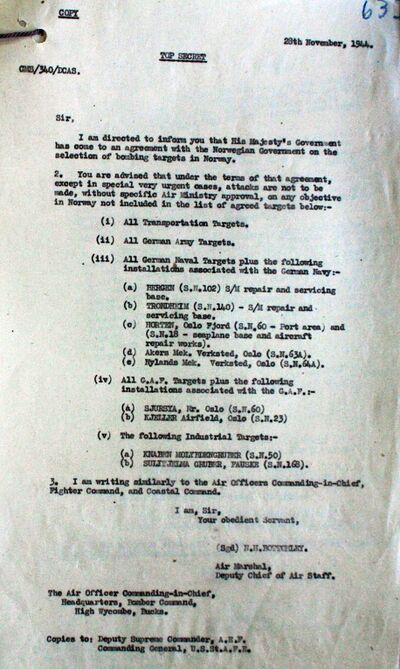 COPY
63
28th November, 1944.
TOP SECRET
CMS/340/DCAS.
Sir,
I am directed to inform you that His Majesty's Government
has come to an agreement with the Norwegian Government on the
selection of bombing targets in Norway.
2. You are advised that under the terms of that agreement,
except in special very urgent cases, attacks are not to be
made, without specific Air Ministry approval, on any objective
in Norway not included in the list of agreed targets below:-
(i) All Transportation Targets.
(ii) All German Army Targets.
(iii) All German Naval Targets plus the following
installations associated with the German Navy:-
(a) BERGEN (S.N.102) S/M repair and servicing
base.
(b) TRONDHEIM (S.N.140) - S/M repair and
servicing base.
(c) HORTEN, Oslo Fjord (S.N.60 - Port area) and
(S.N.18 - seaplane base and aircraft
repair works).
(d) Akers Mek. Verksted, Oslo (S.N.63A).
(e) Nylands Mek. Verksted, Oslo (S.N.64A).
(iv) All G.A.F. Targets plus the following
installations associated with the G.A.F.:-
(a) Nr. Oslo (S.N.60)
(b) KJELLER Airfield, Oslo (S.N.23)
(v) The following Industrial Targets:-
(a) KNABEN MOLYBDENGRUBER (S.N.50)
(b) SULITJELMA GRUBER, FAUSKE (S.N.168).
3. I am writing similarly to the Air Officers Commanding-in-Chief,
Fighter Command, and Coastal Command.
I am, Sir,
Your obedient Servant,
(Sgd) N.H.BOTTOMLEY.
Air Marshal,
Deputy Chief of Air Staff.
The Air Officer Commanding-in-Chief,
Headquarters, Bomber Command,
High Wycombe, Bucks.
Copies to: Deputy Supreme Commander, A.E.F.
Commanding General, U.S.St.A.F.E.